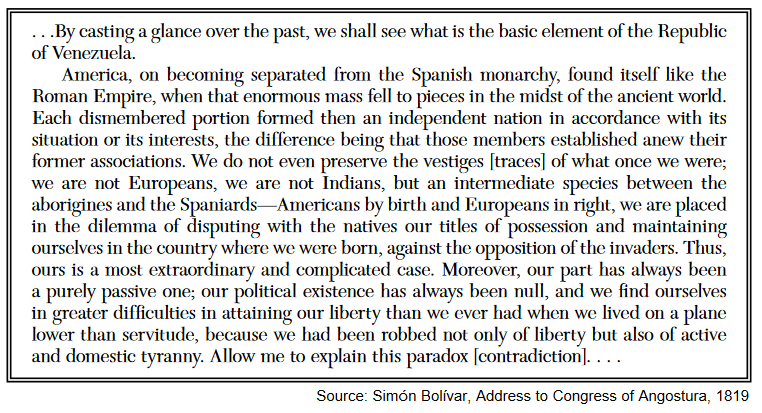 . . .By casting a glance over the past, we shall see what is the basic element of the Republic
of Venezuela.
America, on becoming separated from the Spanish monarchy, found itself like the
Roman Empire, when that enormous mass fell to pieces in the midst of the ancient world.
Each dismembered portion formed then an independent nation in accordance with its
situation or its interests, the difference being that those members established anew their
former associations. We do not even preserve the vestiges [traces] of what once we were;
we are not Europeans, we are not Indians, but an intermediate species between the
aborigines and the Spaniards—Americans by birth and Europeans in right, we are placed
in the dilemma of disputing with the natives our titles of possession and maintaining
ourselves in the country where we were born, against the opposition of the invaders. Thus,
ours is a most extraordinary and complicated case. Moreover, our part has always been
a purely passive one; our political existence has always been null, and we find ourselves
in greater difficulties in attaining our liberty than we ever had when we lived on a plane
lower than servitude, because we had been robbed not only of liberty but also of active
and domestic tyranny. Allow me to explain this paradox [contradiction]. . . .
Source: Simón Bolívar, Address to Congress of Angostura, 1819